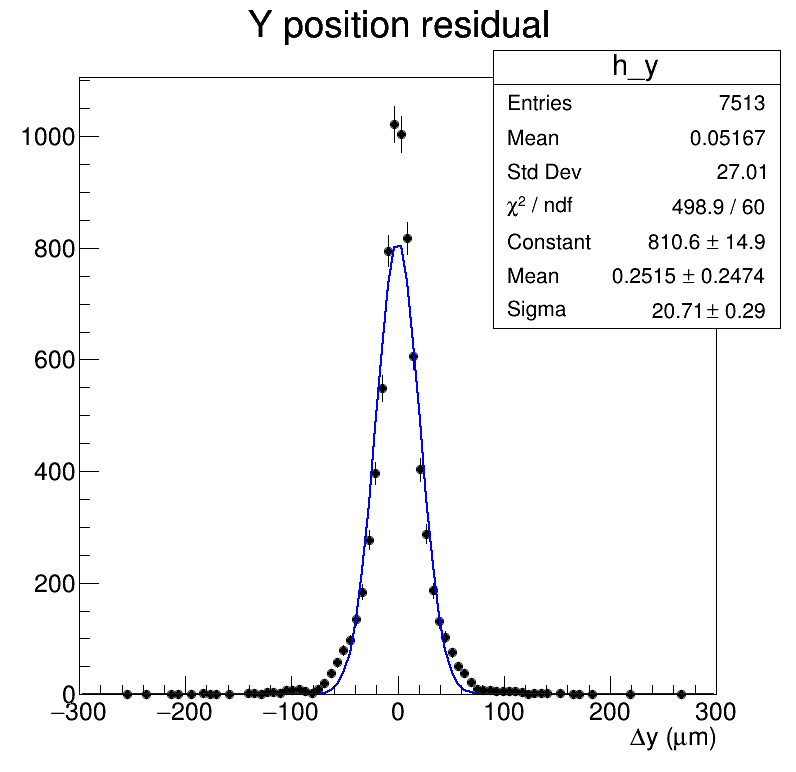 Y position residual
h_y
Entries 7513
Mean 0.05167
Std Dev 27.01
χ² / ndf 498.9 / 60
Constant 810.6 ± 14.9
Mean 0.2515 ± 0.2474
Sigma 20.71 ± 0.29
1000
800
600
400
200
0
−300 −200 −100 0 100 200 300
Δy (μm)